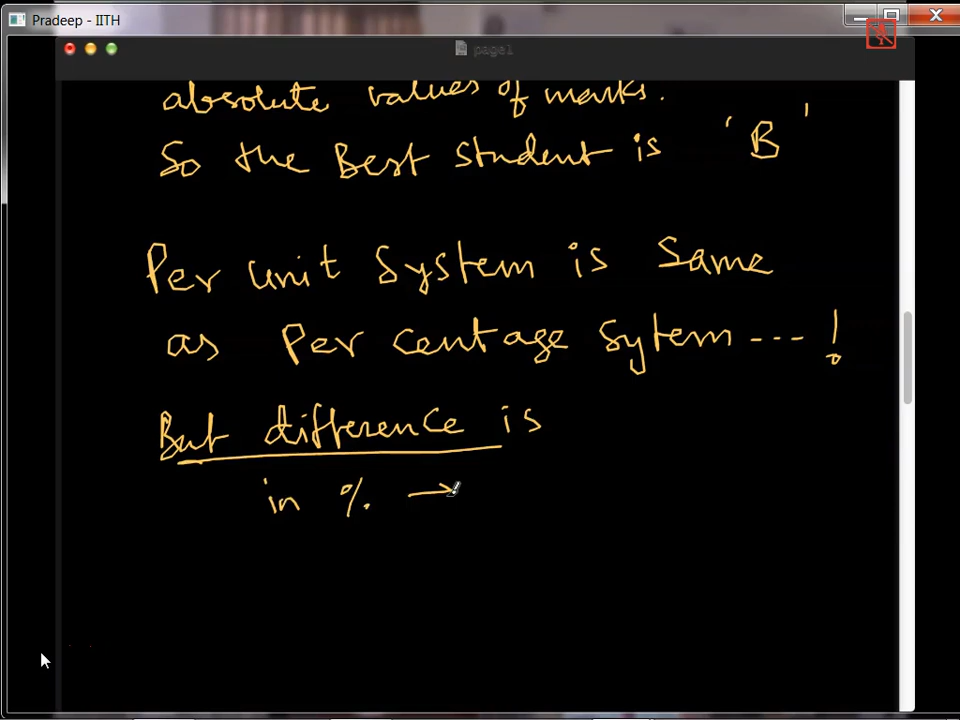 Pradeep - IITH
page1
absolute values of marks.
So the Best student is 'B'
Per unit System is Same
as Per centage Sytem ---!
But difference is
in % →